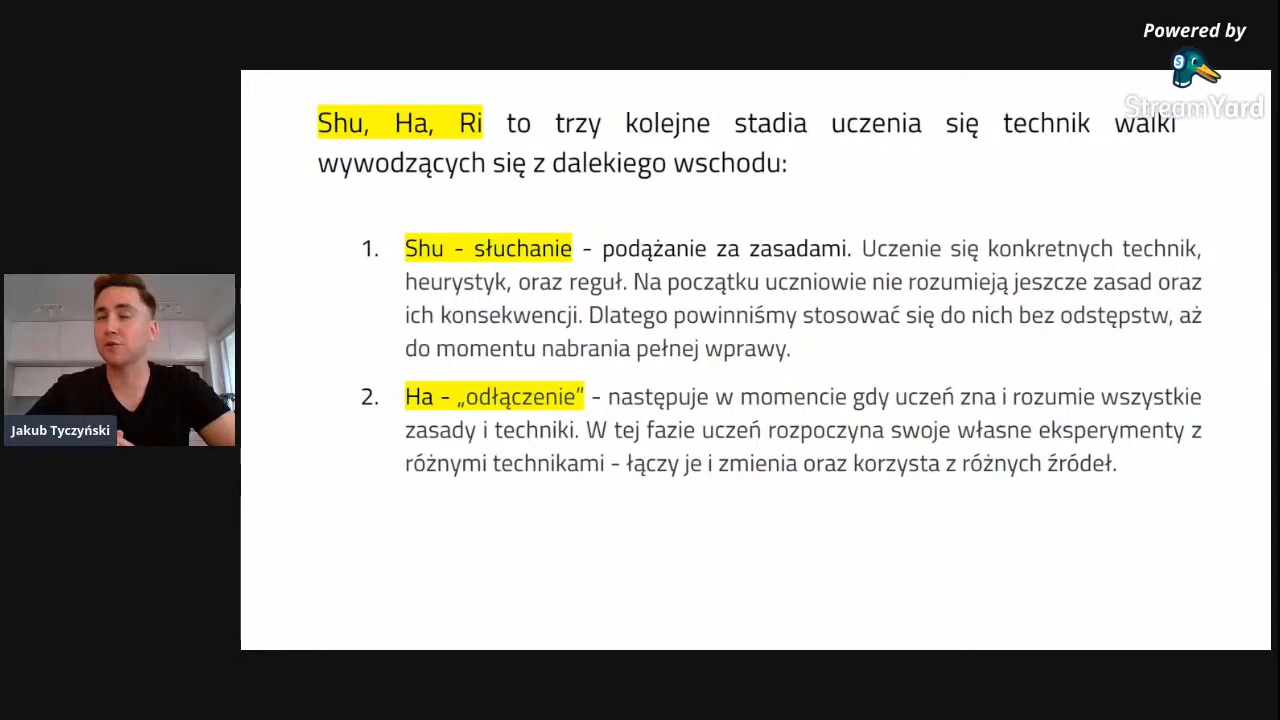 Powered by
StreamYard
Shu, Ha, Ri to trzy kolejne stadia uczenia się technik walki
wywodzących się z dalekiego wschodu:
1. Shu - słuchanie - podążanie za zasadami. Uczenie się konkretnych technik,
heurystyk, oraz reguł. Na początku uczniowie nie rozumieją jeszcze zasad oraz
ich konsekwencji. Dlatego powinniśmy stosować się do nich bez odstępstw, aż
do momentu nabrania pełnej wprawy.
2. Ha - „odłączenie” - następuje w momencie gdy uczeń zna i rozumie wszystkie
zasady i techniki. W tej fazie uczeń rozpoczyna swoje własne eksperymenty z
różnymi technikami - łączy je i zmienia oraz korzysta z różnych źródeł.
Jakub Tyczyński